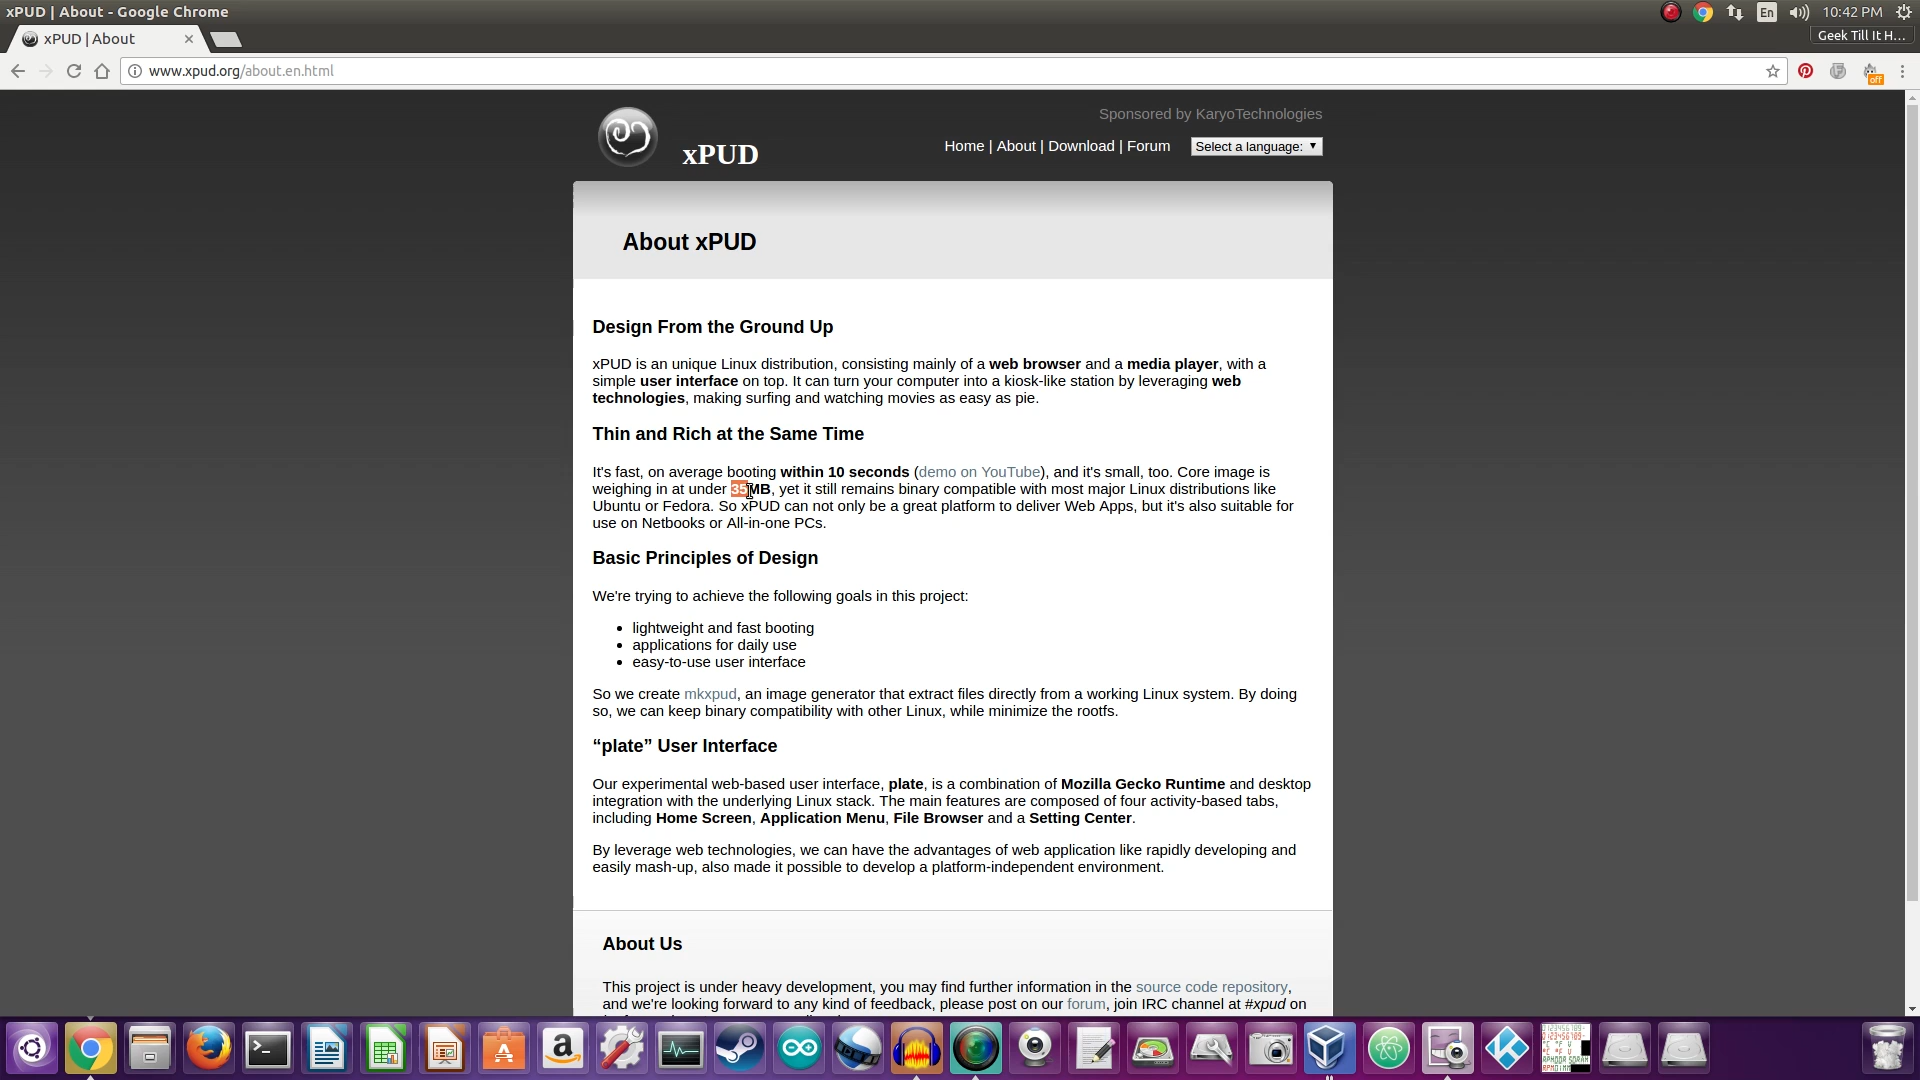 xPUD | About - Google Chrome
En
10:42 PM
xPUD | About
Geek Till It H...
www.xpud.org/about.en.html
off
Sponsored by KaryoTechnologies
xPUD
Home | About | Download | Forum
Select a language:
About xPUD
Design From the Ground Up
xPUD is an unique Linux distribution, consisting mainly of a web browser and a media player, with a
simple user interface on top. It can turn your computer into a kiosk-like station by leveraging web
technologies, making surfing and watching movies as easy as pie.
Thin and Rich at the Same Time
It's fast, on average booting within 10 seconds (demo on YouTube), and it's small, too. Core image is
weighing in at under 35MB, yet it still remains binary compatible with most major Linux distributions like
Ubuntu or Fedora. So xPUD can not only be a great platform to deliver Web Apps, but it's also suitable for
use on Netbooks or All-in-one PCs.
Basic Principles of Design
We're trying to achieve the following goals in this project:
• lightweight and fast booting
• applications for daily use
• easy-to-use user interface
So we create mkxpud, an image generator that extract files directly from a working Linux system. By doing
so, we can keep binary compatibility with other Linux, while minimize the rootfs.
“plate” User Interface
Our experimental web-based user interface, plate, is a combination of Mozilla Gecko Runtime and desktop
integration with the underlying Linux stack. The main features are composed of four activity-based tabs,
including Home Screen, Application Menu, File Browser and a Setting Center.
By leverage web technologies, we can have the advantages of web application like rapidly developing and
easily mash-up, also made it possible to develop a platform-independent environment.
About Us
This project is under heavy development, you may find further information in the source code repository,
and we're looking forward to any kind of feedback, please post on our forum, join IRC channel at #xpud on